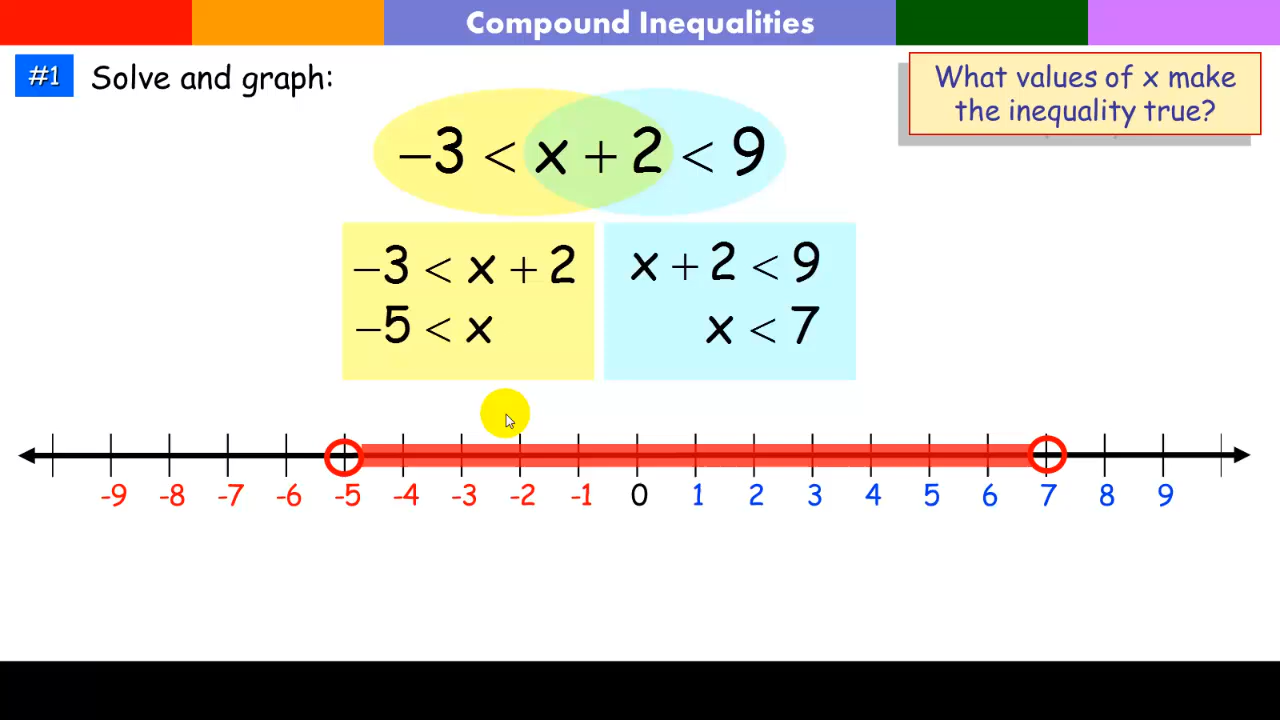 Compound Inequalities
#1 Solve and graph:
What values of x make
the inequality true?
−3 < x + 2 < 9
−3 < x + 2
−5 < x
x + 2 < 9
x < 7
-9 -8 -7 -6 -5 -4 -3 -2 -1 0 1 2 3 4 5 6 7 8 9